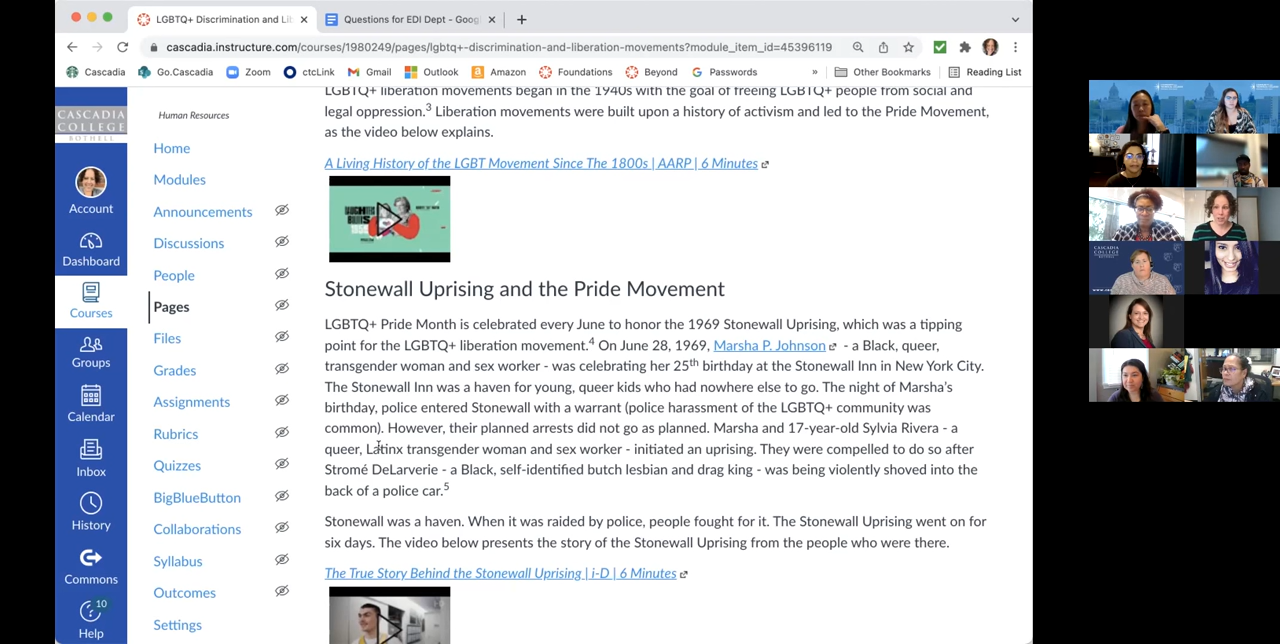 LGBTQ+ Discrimination and Lib
Questions for EDI Dept - Goog
cascadia.instructure.com/courses/1980249/pages/lgbtq+-discrimination-and-liberation-movements?module_item_id=45396119
Cascadia
Go.Cascadia
Zoom
ctcLink
Gmail
Outlook
Amazon
Foundations
Beyond
Passwords
»
Other Bookmarks
Reading List
CASCADIA
COLLEGE
BOTHELL
Account
Dashboard
Courses
Groups
Calendar
Inbox
History
Commons
10
Help
Human Resources
Home
Modules
Announcements
Discussions
People
Pages
Files
Grades
Assignments
Rubrics
Quizzes
BigBlueButton
Collaborations
Syllabus
Outcomes
Settings
LGBTQ+ liberation movements began in the 1940s with the goal of freeing LGBTQ+ people from social and
legal oppression.3 Liberation movements were built upon a history of activism and led to the Pride Movement,
as the video below explains.
A Living History of the LGBT Movement Since The 1800s | AARP | 6 Minutes
Stonewall Uprising and the Pride Movement
LGBTQ+ Pride Month is celebrated every June to honor the 1969 Stonewall Uprising, which was a tipping
point for the LGBTQ+ liberation movement.4 On June 28, 1969, Marsha P. Johnson - a Black, queer,
transgender woman and sex worker - was celebrating her 25th birthday at the Stonewall Inn in New York City.
The Stonewall Inn was a haven for young, queer kids who had nowhere else to go. The night of Marsha's
birthday, police entered Stonewall with a warrant (police harassment of the LGBTQ+ community was
common). However, their planned arrests did not go as planned. Marsha and 17-year-old Sylvia Rivera - a
queer, Latinx transgender woman and sex worker - initiated an uprising. They were compelled to do so after
Stromé DeLarverie - a Black, self-identified butch lesbian and drag king - was being violently shoved into the
back of a police car.5
Stonewall was a haven. When it was raided by police, people fought for it. The Stonewall Uprising went on for
six days. The video below presents the story of the Stonewall Uprising from the people who were there.
The True Story Behind the Stonewall Uprising | i-D | 6 Minutes
CASCADIA
COLLEGE